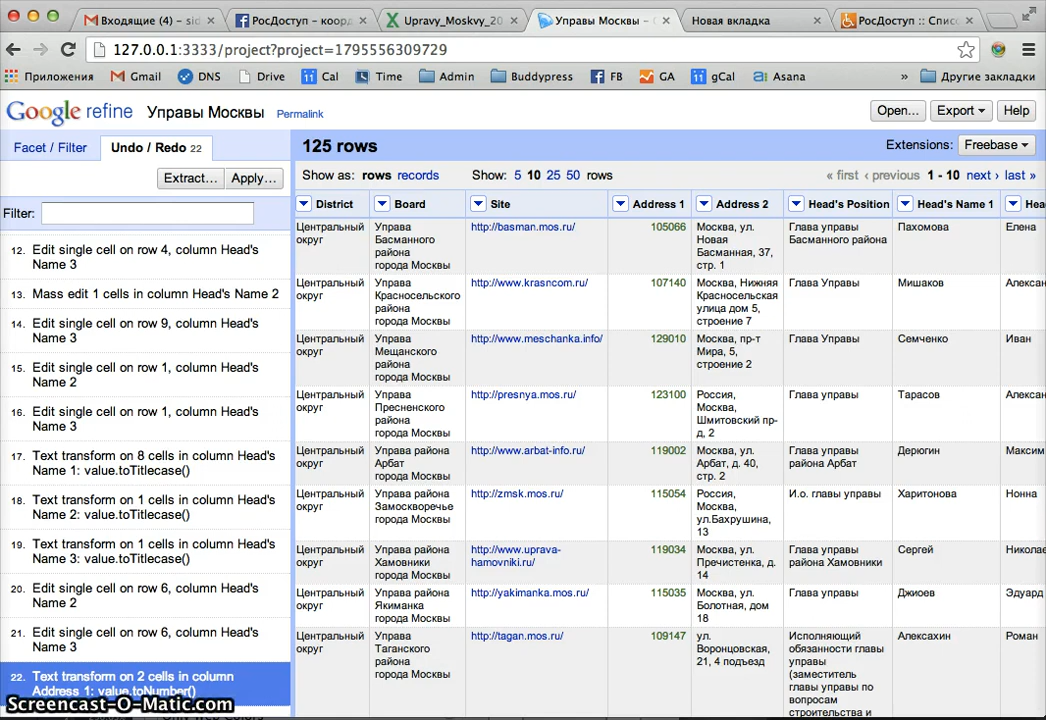 Входящие (4) – sid
РосДоступ – коорд
Upravy_Moskvy_20
Управы Москвы –
Новая вкладка
РосДоступ :: Спис
127.0.0.1:3333/project?project=1795556309729
Приложения
Gmail
DNS
Drive
Cal
Time
Admin
Buddypress
FB
GA
gCal
Asana
»
Другие закладки
Google refine
Управы Москвы
Permalink
Open...
Export
Help
Facet / Filter
Undo / Redo 22
125 rows
Extensions:
Freebase
Extract...
Apply...
Show as: rows records
Show: 5 10 25 50 rows
« first ‹ previous 1 - 10 next › last »
Filter:
District
Board
Site
Address 1
Address 2
Head's Position
Head's Name 1
Hea
12. Edit single cell on row 4, column Head's
Name 3
13. Mass edit 1 cells in column Head's Name 2
14. Edit single cell on row 9, column Head's
Name 3
15. Edit single cell on row 1, column Head's
Name 2
16. Edit single cell on row 1, column Head's
Name 3
17. Text transform on 8 cells in column Head's
Name 1: value.toTitlecase()
18. Text transform on 1 cells in column Head's
Name 2: value.toTitlecase()
19. Text transform on 1 cells in column Head's
Name 3: value.toTitlecase()
20. Edit single cell on row 6, column Head's
Name 2
21. Edit single cell on row 6, column Head's
Name 3
22. Text transform on 2 cells in column
Address 1: value.toNumber()
Центральный
округ
Управа
Басманного
района
города Москвы
http://basman.mos.ru/
105066
Москва, ул.
Новая
Басманная, 37,
стр. 1
Глава управы
Басманного района
Пахомова
Елена
Центральный
округ
Управа
Красносельского
района
города Москвы
http://www.krasncom.ru/
107140
Москва, Нижняя
Красносельская
улица дом 5,
строение 7
Глава Управы
Мишаков
Алексан
Центральный
округ
Управа
Мещанского
района
города Москвы
http://www.meschanka.info/
129010
Москва, пр-т
Мира, 5,
строение 2
Глава Управы
Семченко
Иван
Центральный
округ
Управа
Пресненского
района
города Москвы
http://presnya.mos.ru/
123100
Россия,
Москва,
Шмитовский пр-
д, 2
Глава управы
Тарасов
Алексан
Центральный
округ
Управа района
Арбат
города Москвы
http://www.arbat-info.ru/
119002
Москва, ул.
Арбат, д. 40,
стр. 2
Глава управы
района Арбат
Дерюгин
Максим
Центральный
округ
Управа района
Замоскворечье
города Москвы
http://zmsk.mos.ru/
115054
Россия,
Москва,
ул.Бахрушина,
13
И.о. главы управы
Харитонова
Нонна
Центральный
округ
Управа района
Хамовники
города Москвы
http://www.uprava-
hamovniki.ru/
119034
Москва, ул.
Пречистенка, д.
14
Глава управы
района Хамовники
Сергей
Николае
Центральный
округ
Управа района
Якиманка
города Москвы
http://yakimanka.mos.ru/
115035
Москва, ул.
Болотная, дом
18
Глава управы
Джиоев
Эдуард
Центральный
округ
Управа
Таганского
района
города Москвы
http://tagan.mos.ru/
109147
ул.
Воронцовская,
21, 4 подъезд
Исполняющий
обязанности главы
управы
(заместитель
главы управы по
вопросам
строительства и
Алексахин
Роман
Screencast-O-Matic.com